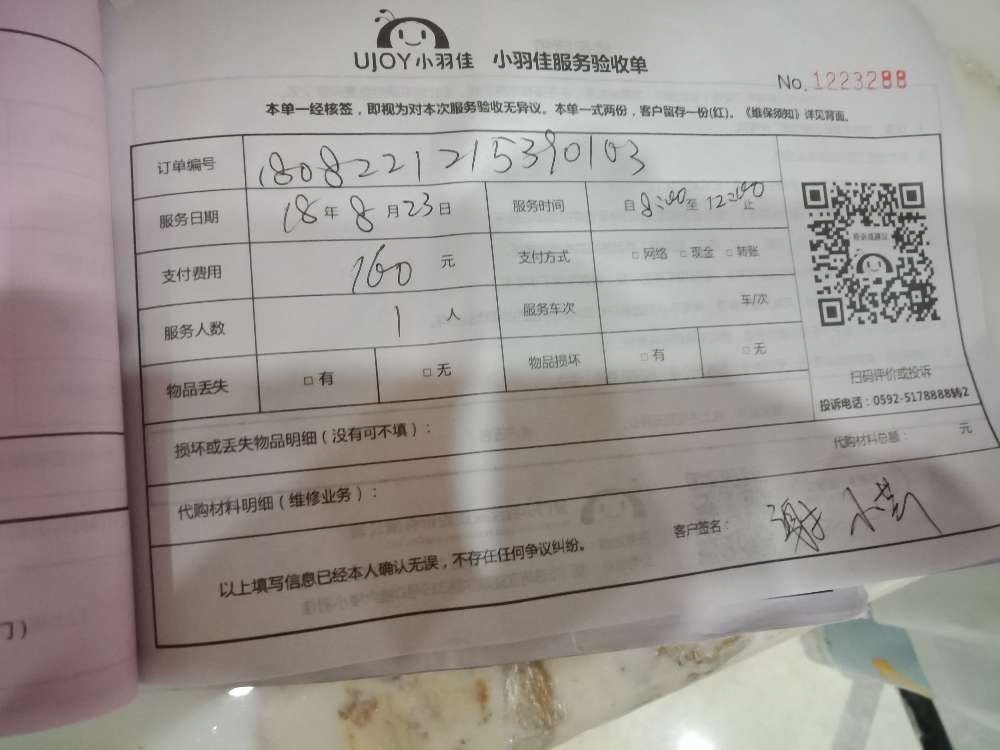 UJOY小羽佳 小羽佳服务验收单
No. 1223288
本单一经核签，即视为对本次服务验收无异议。本单一式两份，客户留存一份(红)。《维保须知》详见背面。
订单编号 1808221215390103
服务日期 18年8月23日 服务时间 自8:00至12:00止
支付费用 160元 支付方式 □网络 □现金 □转账
服务人数 1人 服务车次 车/次
物品丢失 □有 □无 物品损坏 □有 □无
扫码评价或投诉
投诉电话：0592-5178888转2
损坏或丢失物品明细（没有可不填）：
代购材料明细（维修业务）： 代购材料总额： 元
以上填写信息已经本人确认无误，不存在任何争议纠纷。 客户签名： 谢小